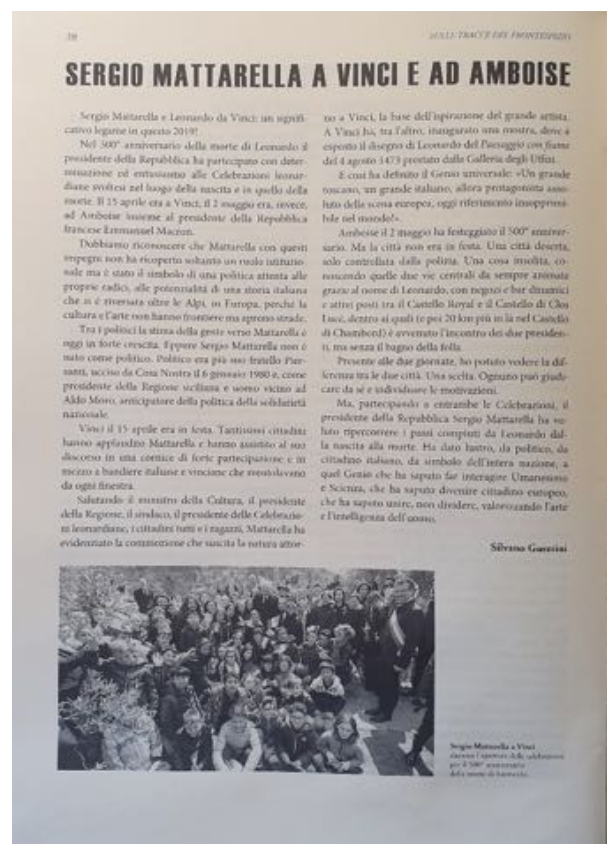 SULLE TRACCE DEL FRONTESPIZIO
SERGIO MATTARELLA A VINCI E AD AMBOISE
Sergio Mattarella e Leonardo da Vinci: un signifi-
cativo legame in questo 2019!
Nel 500° anniversario della morte di Leonardo il
presidente della Repubblica ha partecipato con deter-
minazione ed entusiasmo alle Celebrazioni leonar-
diane svoltesi nel luogo della nascita e in quello della
morte. Il 15 aprile era a Vinci, il 2 maggio era, invece,
ad Amboise insieme al presidente della Repubblica
francese Emmanuel Macron.
Dobbiamo riconoscere che Mattarella con questi
impegni non ha ricoperto soltanto un ruolo istituzio-
nale ma è stato il simbolo di una politica attenta alle
proprie radici, alle potenzialità di una storia italiana
che si è riversata oltre le Alpi, in Europa, perché la
cultura e l'arte non hanno frontiere ma aprono strade.
Tra i politici la stima della gente verso Mattarella è
oggi in forte crescita. Eppure Sergio Mattarella non è
nato come politico. Politico era più suo fratello Pier-
santi, ucciso da Cosa Nostra il 6 gennaio 1980 e, come
presidente della Regione siciliana e uomo vicino ad
Aldo Moro, anticipatore della politica della solidarietà
nazionale.
Vinci il 15 aprile era in festa. Tantissimi cittadini
hanno applaudito Mattarella e hanno assistito al suo
discorso in una cornice di forte partecipazione e in
mezzo a bandiere italiane e vinciane che sventolavano
da ogni finestra.
Salutando il ministro della Cultura, il presidente
della Regione, il sindaco, il presidente delle Celebrazio-
ni leonardiane, i cittadini tutti e i ragazzi, Mattarella ha
evidenziato la commozione che suscita la natura attor-
no a Vinci, la base dell'ispirazione del grande artista.
A Vinci ha, tra l'altro, inaugurato una mostra, dove è
esposto il disegno di Leonardo del Paesaggio con fiume
del 4 agosto 1473 prestato dalla Galleria degli Uffizi.
E così ha definito il Genio universale: «Un grande
toscano, un grande italiano, allora protagonista asso-
luto della scena europea, oggi riferimento insopprimi-
bile nel mondo!».
Amboise il 2 maggio ha festeggiato il 500° anniver-
sario. Ma la città non era in festa. Una città deserta,
solo controllata dalla polizia. Una cosa insolita, co-
noscendo quelle due vie centrali da sempre animate
grazie al nome di Leonardo, con negozi e bar dinamici
e attivi posti tra il Castello Royal e il Castello di Clos
Lucé, dentro ai quali (e poi 20 km più in là nel Castello
di Chambord) è avvenuto l'incontro dei due presiden-
ti, ma senza il bagno della folla.
Presente alle due giornate, ho potuto vedere la dif-
ferenza tra le due città. Una scelta. Ognuno può giudi-
care da sé e individuare le motivazioni.
Ma, partecipando a entrambe le Celebrazioni, il
presidente della Repubblica Sergio Mattarella ha vo-
luto ripercorrere i passi compiuti da Leonardo dal-
la nascita alla morte. Ha dato lustro, da politico, da
cittadino italiano, da simbolo dell'intera nazione, a
quel Genio che ha saputo far interagire Umanesimo
e Scienza, che ha saputo divenire cittadino europeo,
che ha saputo unire, non dividere, valorizzando l'arte
e l'intelligenza dell'uomo.
Silvano Guerrini
Sergio Mattarella a Vinci
durante l'apertura delle celebrazioni
per il 500° anniversario
della morte di Leonardo.